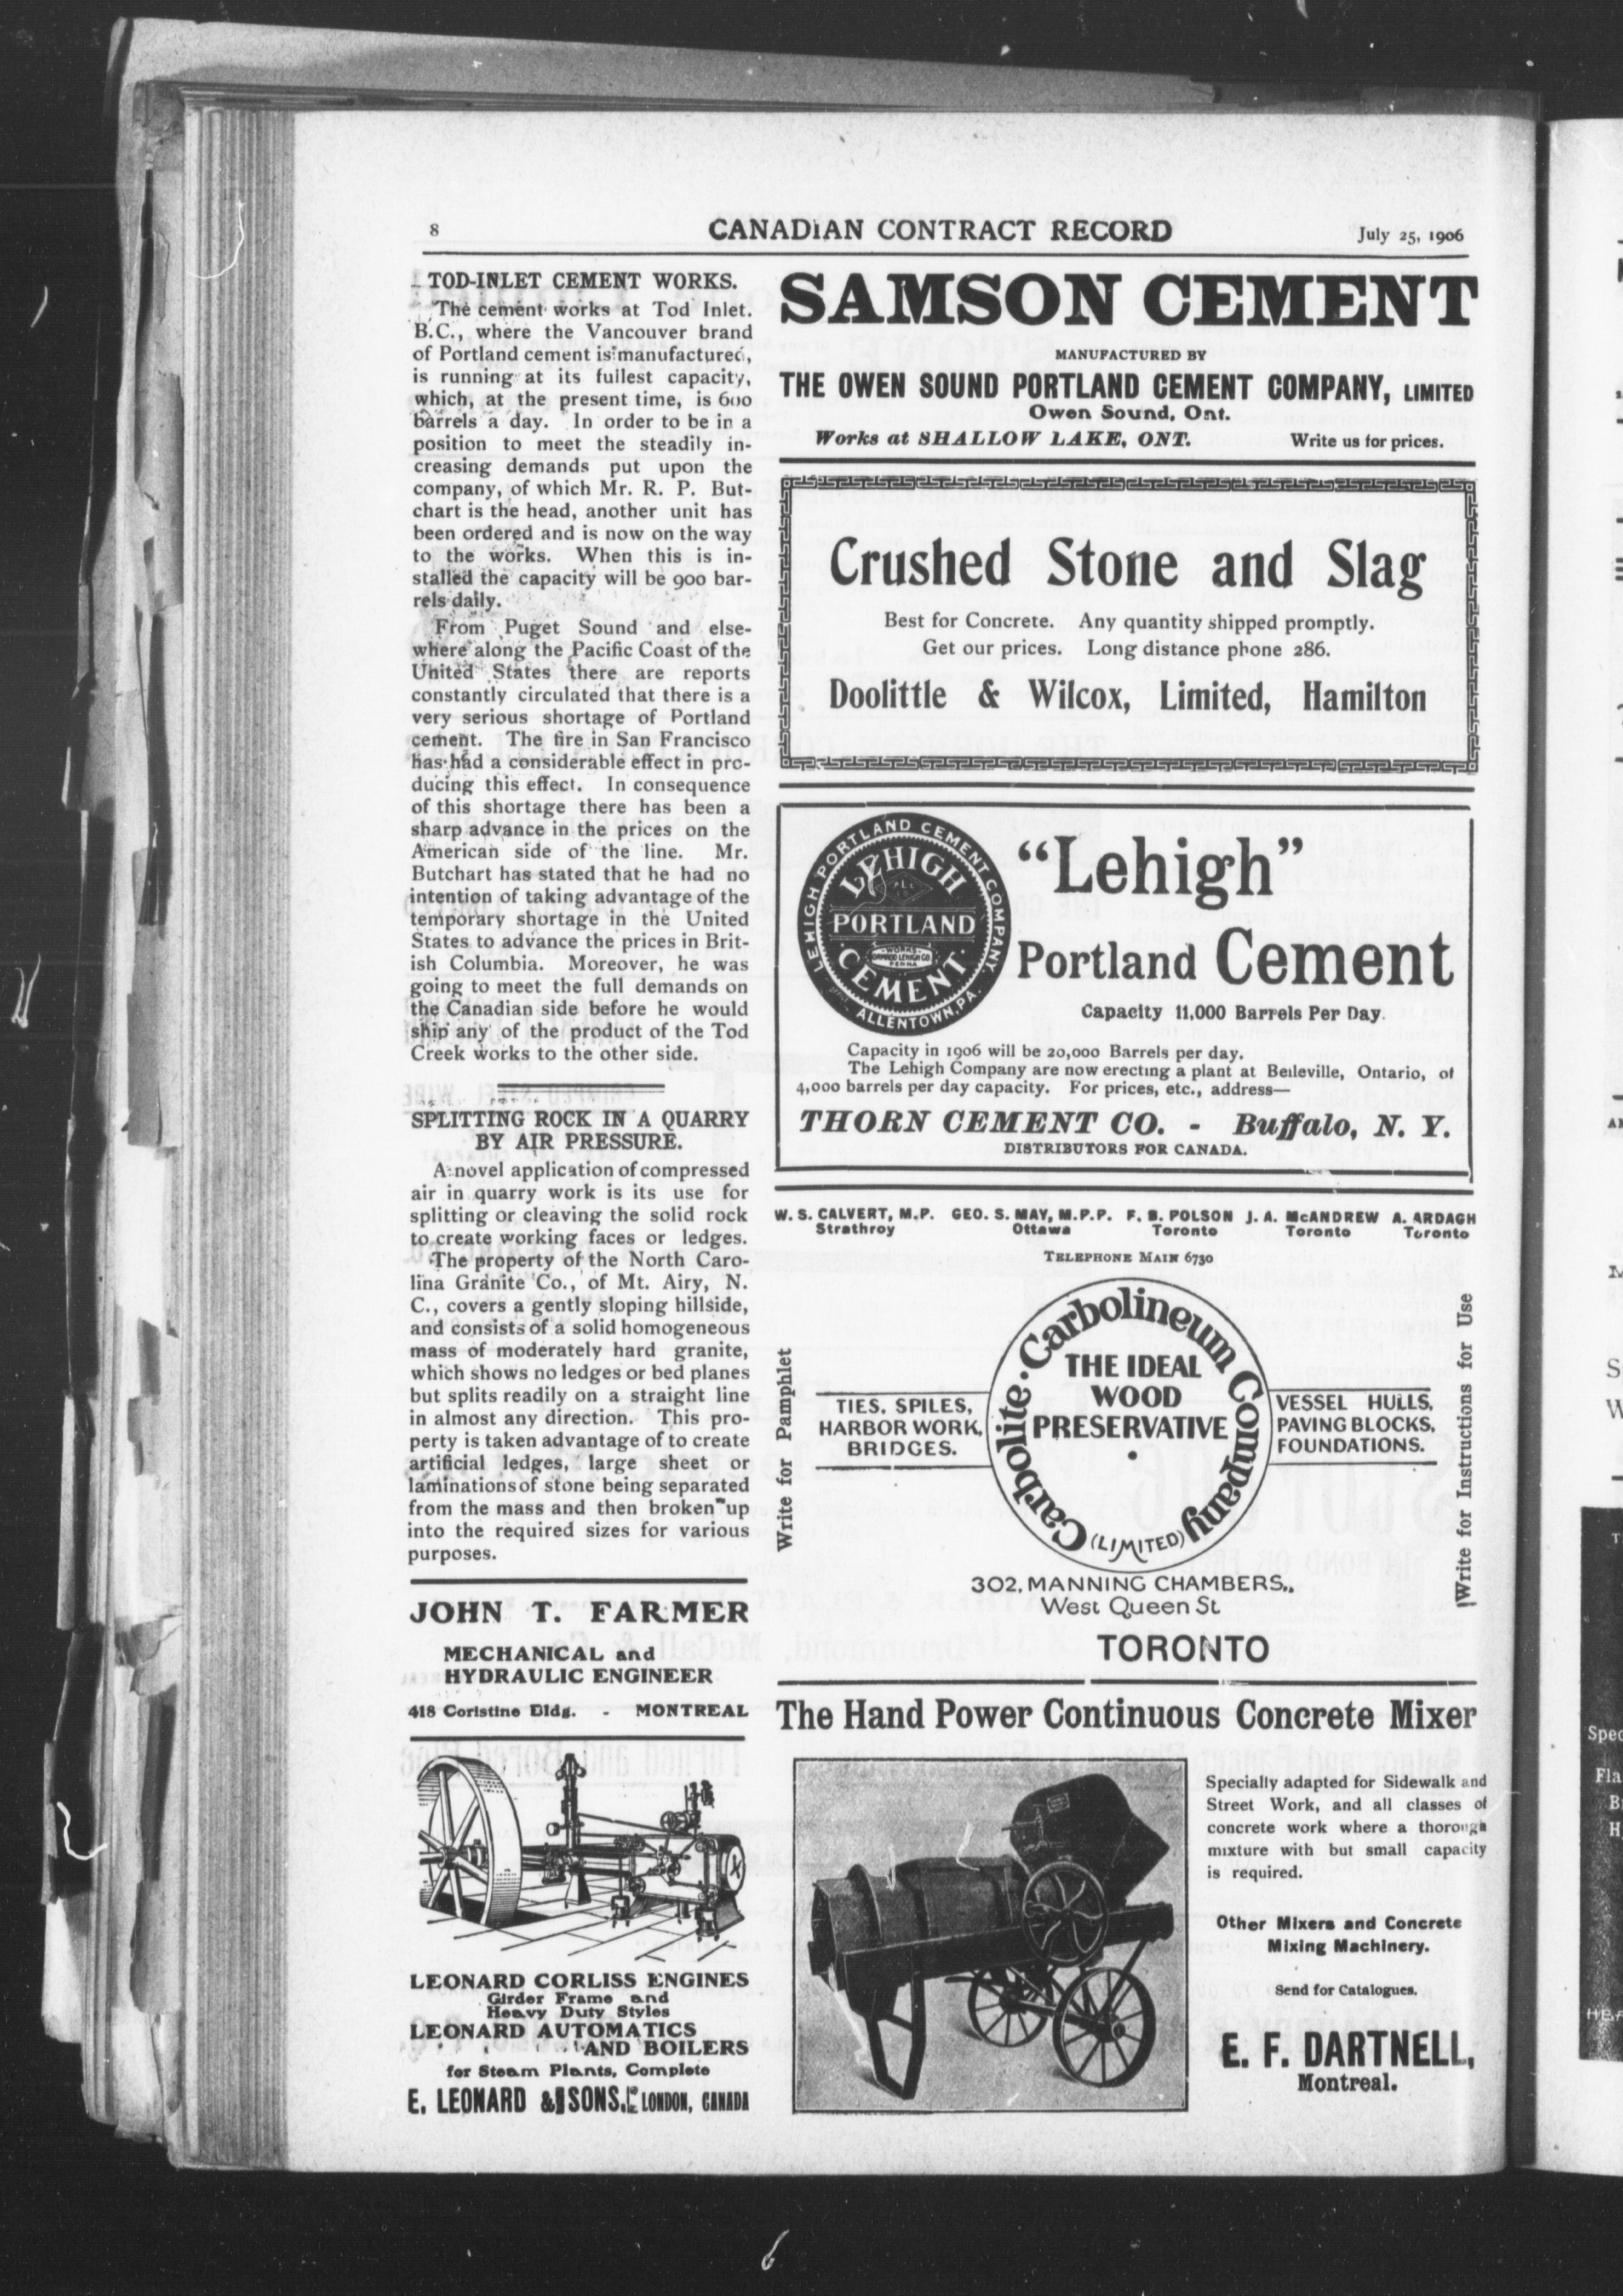 8
CANADIAN CONTRACT RECORD
July 25, 1906
TOD-INLET CEMENT WORKS.
The cement works at Tod Inlet.
B.C., where the Vancouver brand
of Portland cement is manufactured,
is running at its fullest capacity,
which, at the present time, is 600
barrels a day. In order to be in a
position to meet the steadily in-
creasing demands put upon the
company, of which Mr. R. P. But-
chart is the head, another unit has
been ordered and is now on the way
to the works. When this is in-
stalled the capacity will be 900 bar-
rels daily.
From Puget Sound and else-
where along the Pacific Coast of the
United States there are reports
constantly circulated that there is a
very serious shortage of Portland
cement. The fire in San Francisco
has had a considerable effect in pro-
ducing this effect. In consequence
of this shortage there has been a
sharp advance in the prices on the
American side of the line. Mr.
Butchart has stated that he had no
intention of taking advantage of the
temporary shortage in the United
States to advance the prices in Brit-
ish Columbia. Moreover, he was
going to meet the full demands on
the Canadian side before he would
ship any of the product of the Tod
Creek works to the other side.
SPLITTING ROCK IN A QUARRY
BY AIR PRESSURE.
A novel application of compressed
air in quarry work is its use for
splitting or cleaving the solid rock
to create working faces or ledges.
The property of the North Caro-
lina Granite Co., of Mt. Airy, N.
C., covers a gently sloping hillside,
and consists of a solid homogeneous
mass of moderately hard granite,
which shows no ledges or bed planes
but splits readily on a straight line
in almost any direction. This pro-
perty is taken advantage of to create
artificial ledges, large sheet or
laminations of stone being separated
from the mass and then broken up
into the required sizes for various
purposes.
JOHN T. FARMER
MECHANICAL and
HYDRAULIC ENGINEER
418 Coristine Bldg. - MONTREAL
LEONARD CORLISS ENGINES
Girder Frame and
Heavy Duty Styles
LEONARD AUTOMATICS
AND BOILERS
for Steam Plants, Complete
E. LEONARD & SONS, LONDON, CANADA
SAMSON CEMENT
MANUFACTURED BY
THE OWEN SOUND PORTLAND CEMENT COMPANY, LIMITED
Owen Sound, Ont.
Works at SHALLOW LAKE, ONT. Write us for prices.
Crushed Stone and Slag
Best for Concrete. Any quantity shipped promptly.
Get our prices. Long distance phone 286.
Doolittle & Wilcox, Limited, Hamilton
LEHIGH PORTLAND CEMENT COMPANY.
ALLENTOWN, PA.
LEHIGH
PORTLAND
CEMENT
"Lehigh"
Portland Cement
Capacity 11,000 Barrels Per Day.
Capacity in 1906 will be 20,000 Barrels per day.
The Lehigh Company are now erecting a plant at Belleville, Ontario, of
4,000 barrels per day capacity. For prices, etc., address—
THORN CEMENT CO. - Buffalo, N. Y.
DISTRIBUTORS FOR CANADA.
W. S. CALVERT, M.P. GEO. S. MAY, M.P.P. F. B. POLSON J. A. McANDREW A. ARDAGH
Strathroy Ottawa Toronto Toronto Toronto
TELEPHONE MAIN 6730
Write for Pamphlet
TIES, SPILES,
HARBOR WORK,
BRIDGES.
Carbolite-Carbolineum Company
(LIMITED)
THE IDEAL
WOOD
PRESERVATIVE
VESSEL HULLS,
PAVING BLOCKS,
FOUNDATIONS.
Write for Instructions for Use
302, MANNING CHAMBERS,
West Queen St
TORONTO
The Hand Power Continuous Concrete Mixer
Specially adapted for Sidewalk and
Street Work, and all classes of
concrete work where a thorough
mixture with but small capacity
is required.
Other Mixers and Concrete
Mixing Machinery.
Send for Catalogues.
E. F. DARTNELL,
Montreal.